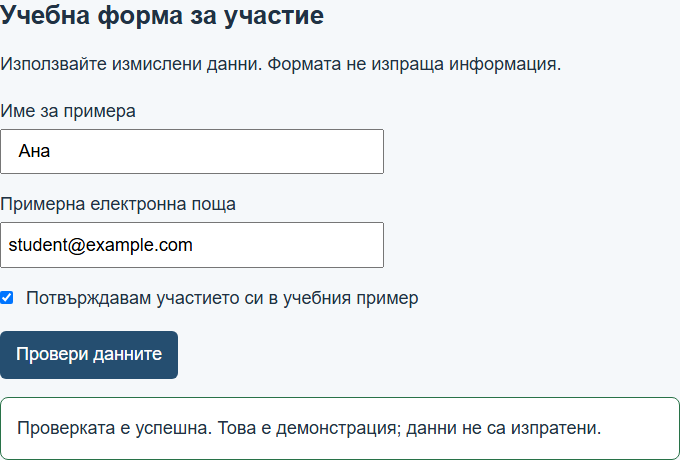 Учебна форма за участие
Използвайте измислени данни. Формата не изпраща информация.
Име за примера
Ана
Примерна електронна поща
student@example.com
Потвърждавам участието си в учебния пример
Провери данните
Проверката е успешна. Това е демонстрация; данни не са изпратени.